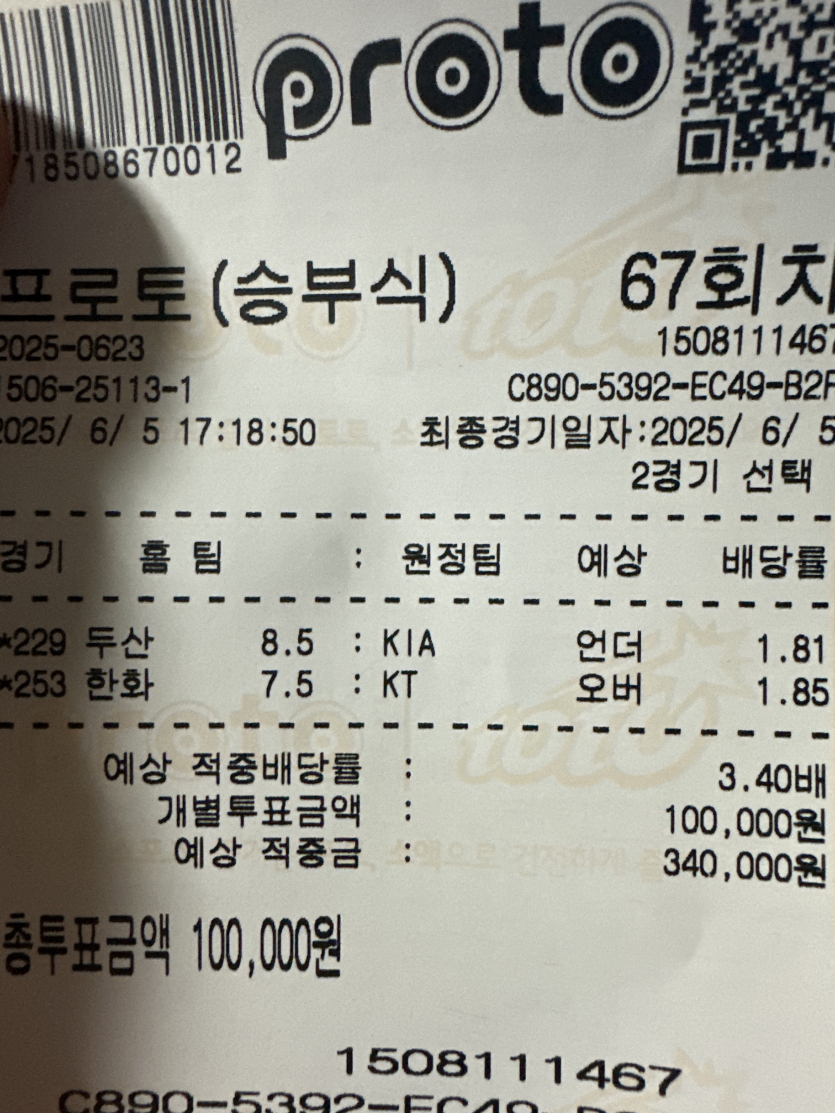 proto
18508670012
프로토(승부식) 67회차
2025-0623 1508111467
1506-25113-1 C890-5392-EC49-B2F
2025/ 6/ 5 17:18:50 최종경기일자:2025/ 6/ 5
2경기 선택
경기 홈 팀 : 원정팀 예상 배당률
*229 두산 8.5 : KIA 언더 1.81
*253 한화 7.5 : KT 오버 1.85
예상 적중배당률 : 3.40배
개별투표금액 : 100,000원
예상 적중금 : 340,000원
총투표금액 100,000원
1508111467
C890-5392-EC49-B2